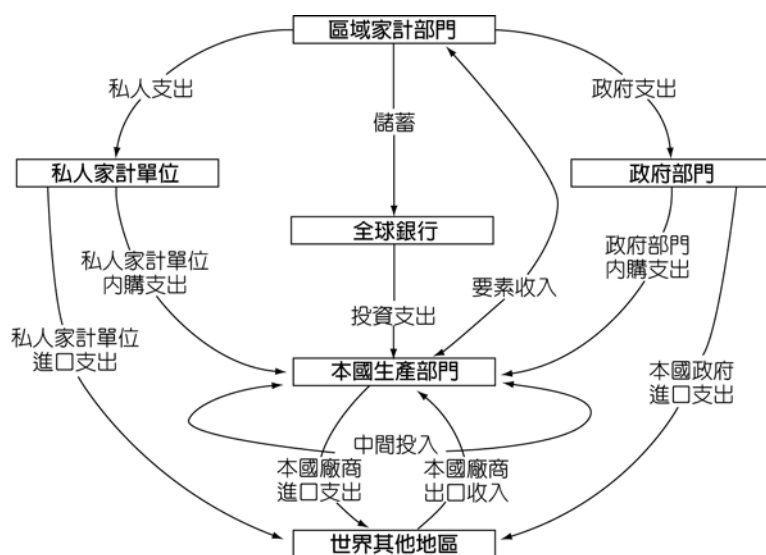 區域家計部門
私人支出
政府支出
儲蓄
私人家計單位
政府部門
全球銀行
私人家計單位
內購支出
政府部門
內購支出
要素收入
投資支出
私人家計單位
進口支出
本國生產部門
本國政府
進口支出
中間投入
本國廠商
進口支出
本國廠商
出口收入
世界其他地區